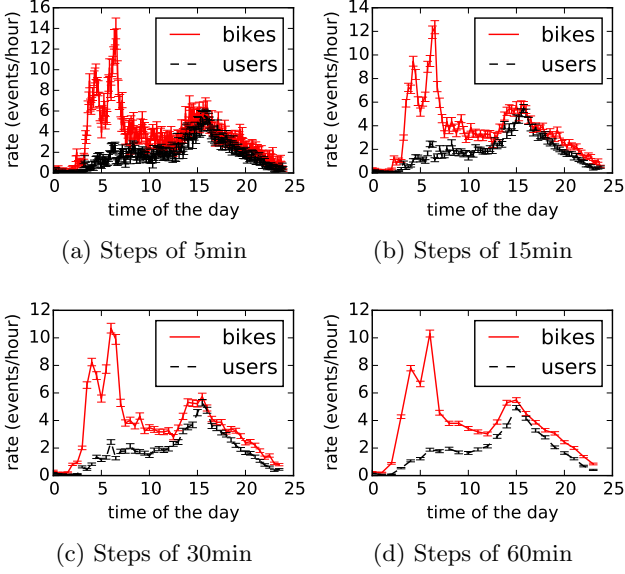 16
14
12
10
8
6
4
2
0
0 5 10 15 20 25
rate (events/hour)
time of the day
bikes
users
(a) Steps of 5min
14
12
10
8
6
4
2
0
0 5 10 15 20 25
rate (events/hour)
time of the day
bikes
users
(b) Steps of 15min
12
10
8
6
4
2
0
0 5 10 15 20 25
rate (events/hour)
time of the day
bikes
users
(c) Steps of 30min
12
10
8
6
4
2
0
0 5 10 15 20 25
rate (events/hour)
time of the day
bikes
users
(d) Steps of 60min